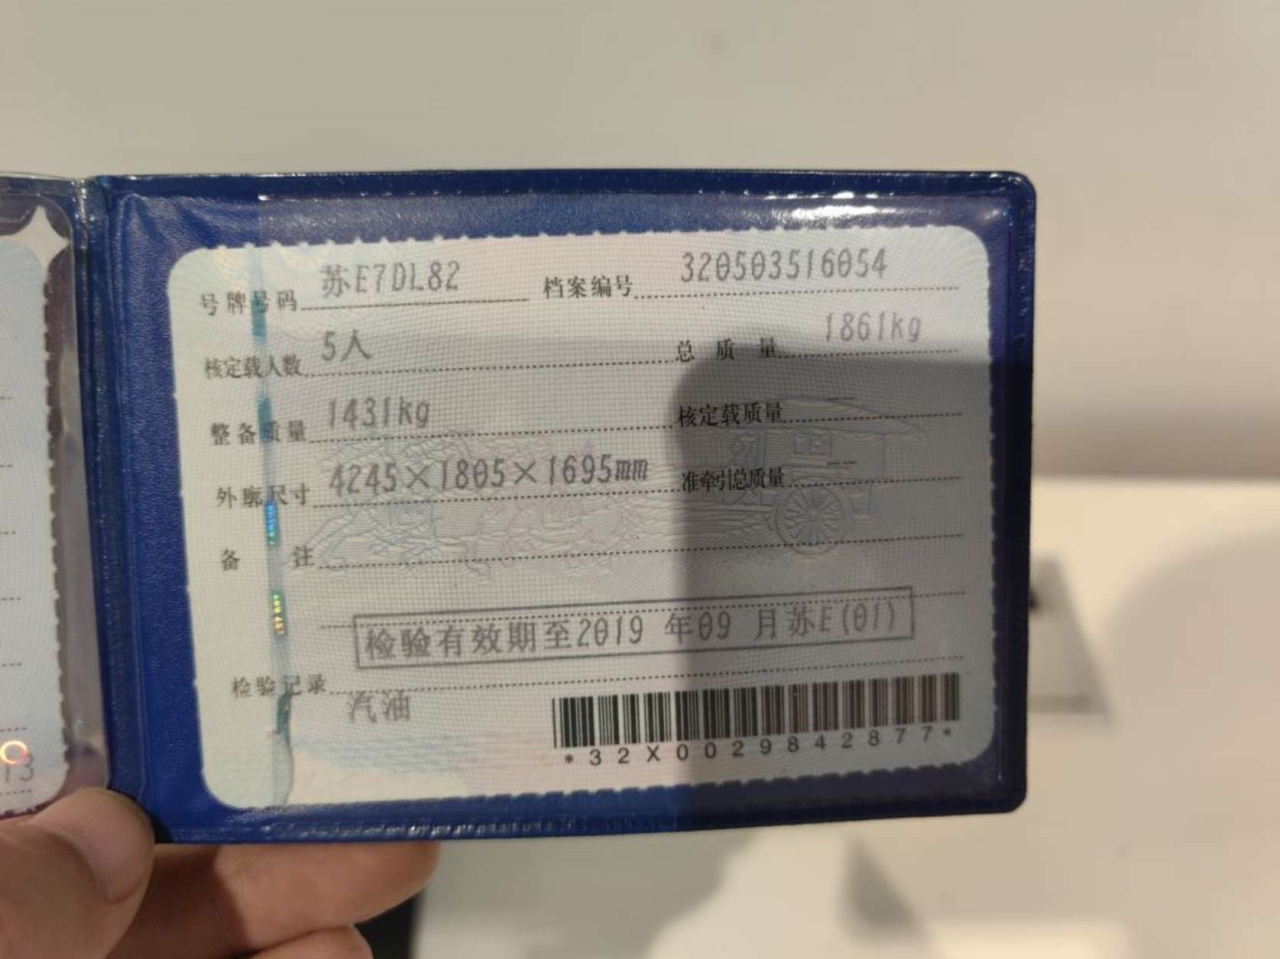 号牌号码 苏E7DL82 档案编号 320503516054
核定载人数 5人 总质量 1861kg
整备质量 1431kg 核定载质量 --
外廓尺寸 4245×1805×1695mm 准牵引总质量 --
备注
检验有效期至2019 年09 月苏E(01)
检验记录
汽油
*32X0029842877*
13